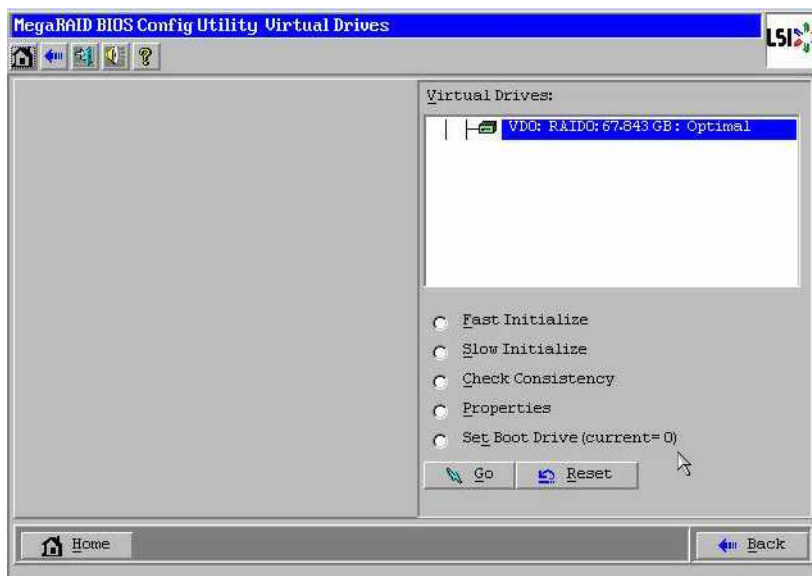 MegaRAID BIOS Config Utility Virtual Drives
LSI
Virtual Drives:
VD0: RAID0: 67.843 GB: Optimal
Fast Initialize
Slow Initialize
Check Consistency
Properties
Set Boot Drive (current= 0)
Go
Reset
Home
Back